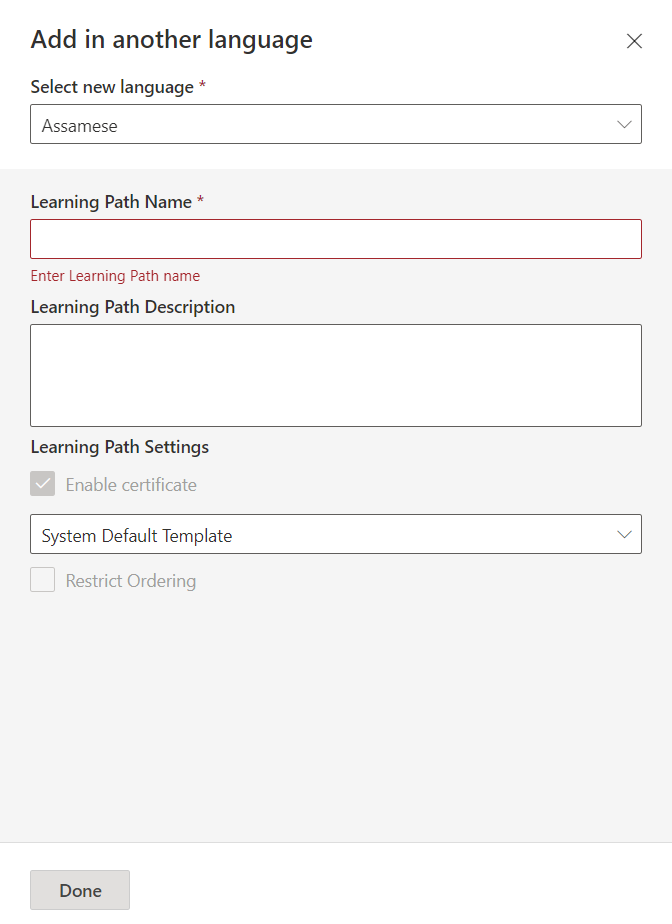 Add in another language
Select new language *
Assamese
Learning Path Name *
Enter Learning Path name
Learning Path Description
Learning Path Settings
Enable certificate
System Default Template
Restrict Ordering
Done